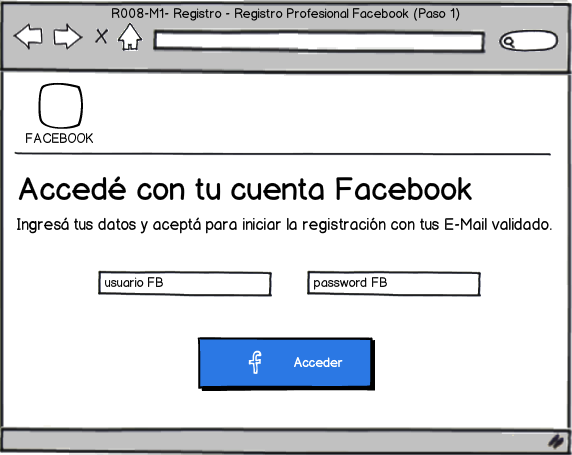 R008-M1- Registro - Registro Profesional Facebook (Paso 1)
FACEBOOK
Accedé con tu cuenta Facebook
Ingresá tus datos y aceptá para iniciar la registración con tus E-Mail validado.
usuario FB
password FB
f Acceder